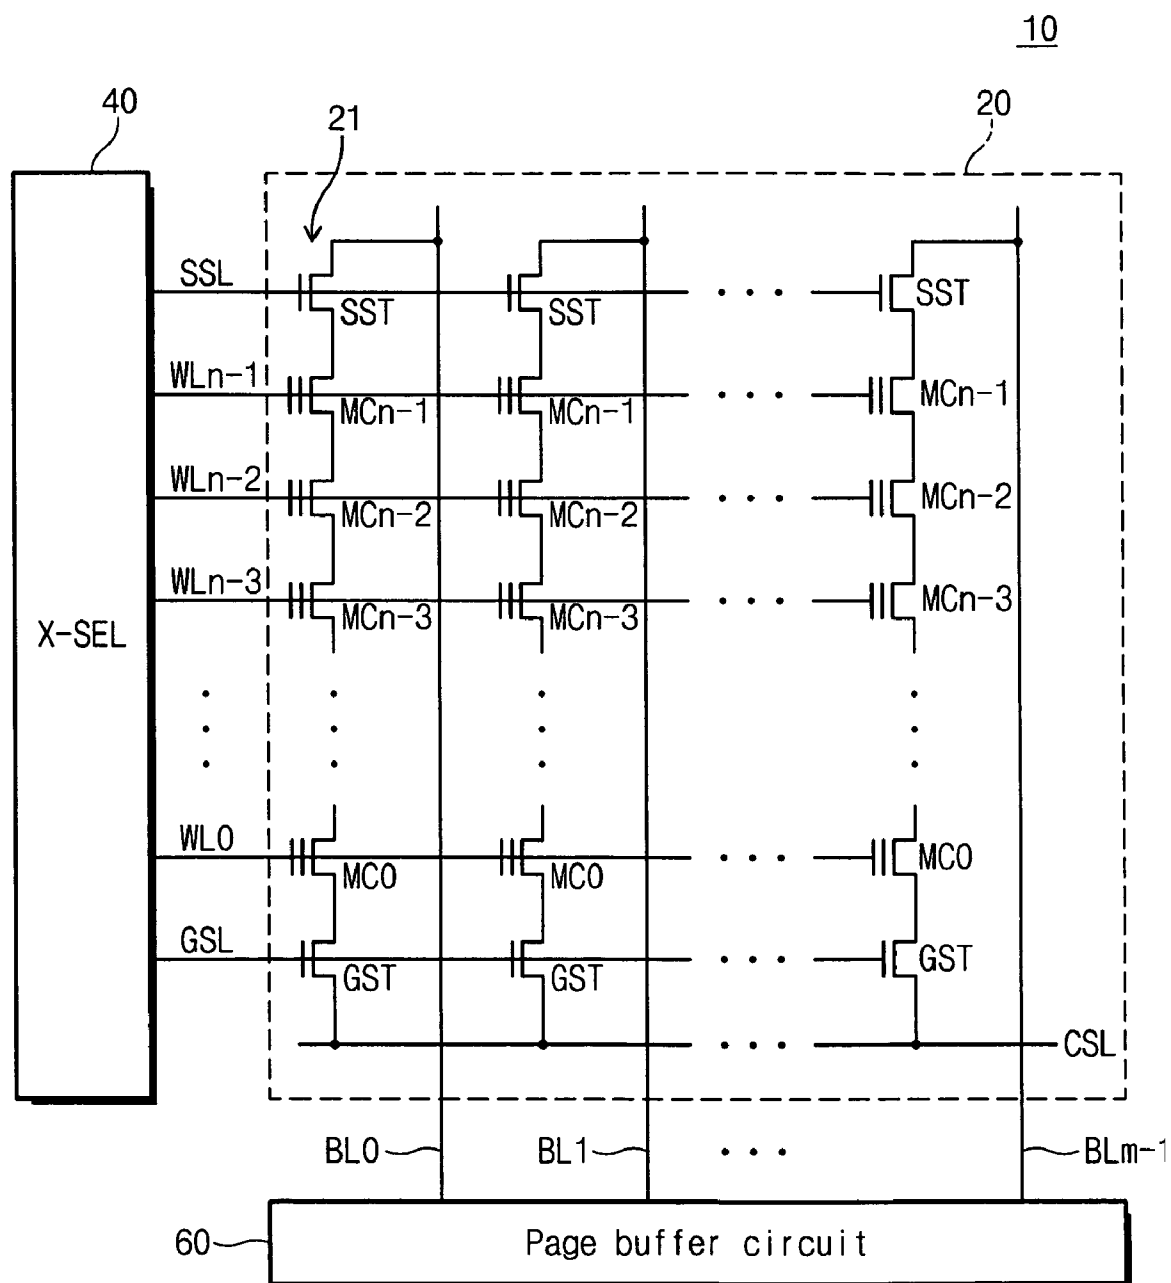 10
40
21
20
SSL
SST SST SST
WLn-1
MCn-1 MCn-1 MCn-1
WLn-2
MCn-2 MCn-2 MCn-2
WLn-3
MCn-3 MCn-3 MCn-3
X-SEL
WL0
MC0 MC0 MC0
GSL
GST GST GST
CSL
BL0 BL1 BLm-1
60
Page buffer circuit